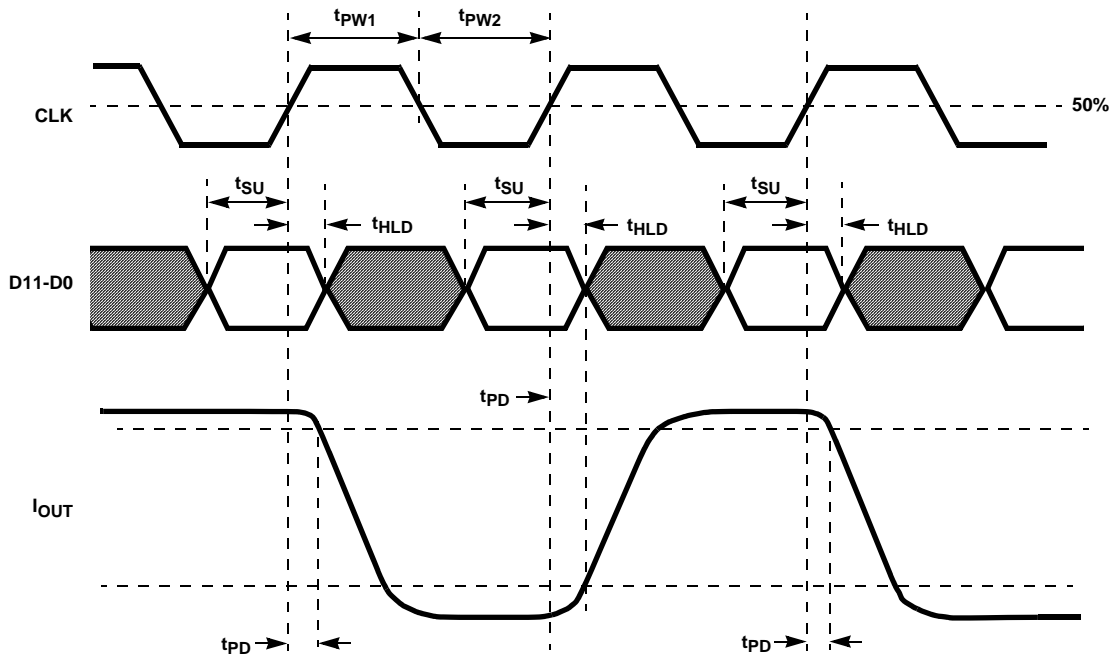 tPW1 tPW2
CLK
50%
tSU tSU tSU
tHLD tHLD tHLD
D11-D0
tPD
IOUT
tPD tPD